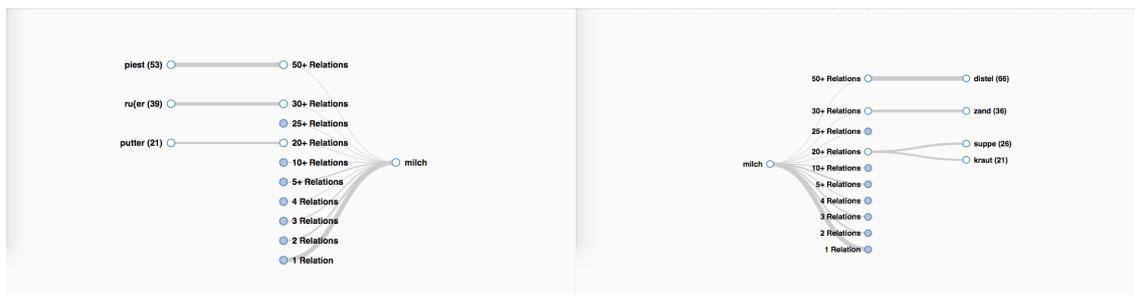 piest (53)
50+ Relations
ru(er (39)
30+ Relations
25+ Relations
putter (21)
20+ Relations
10+ Relations
milch
5+ Relations
4 Relations
3 Relations
2 Relations
1 Relation
50+ Relations
distel (66)
30+ Relations
zand (36)
25+ Relations
suppe (26)
20+ Relations
kraut (21)
milch
10+ Relations
5+ Relations
4 Relations
3 Relations
2 Relations
1 Relation